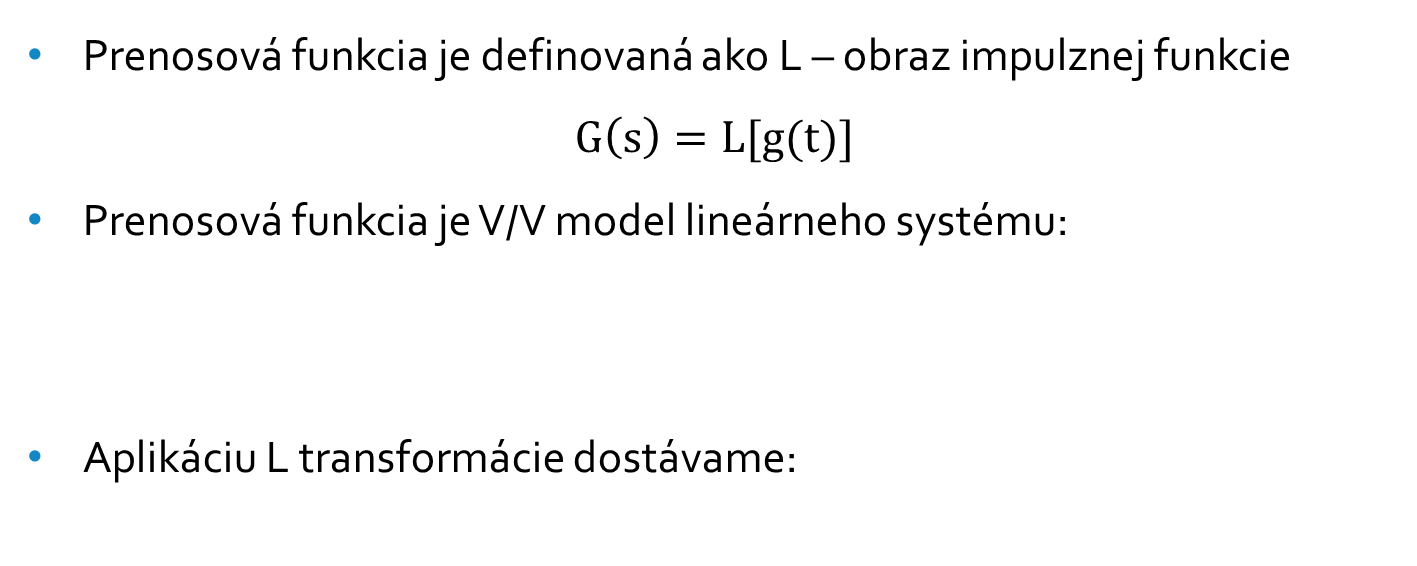 • Prenosová funkcia je definovaná ako L – obraz impulznej funkcie
G(s) = L[g(t)]
• Prenosová funkcia je V/V model lineárneho systému:
• Aplikáciu L transformácie dostávame: